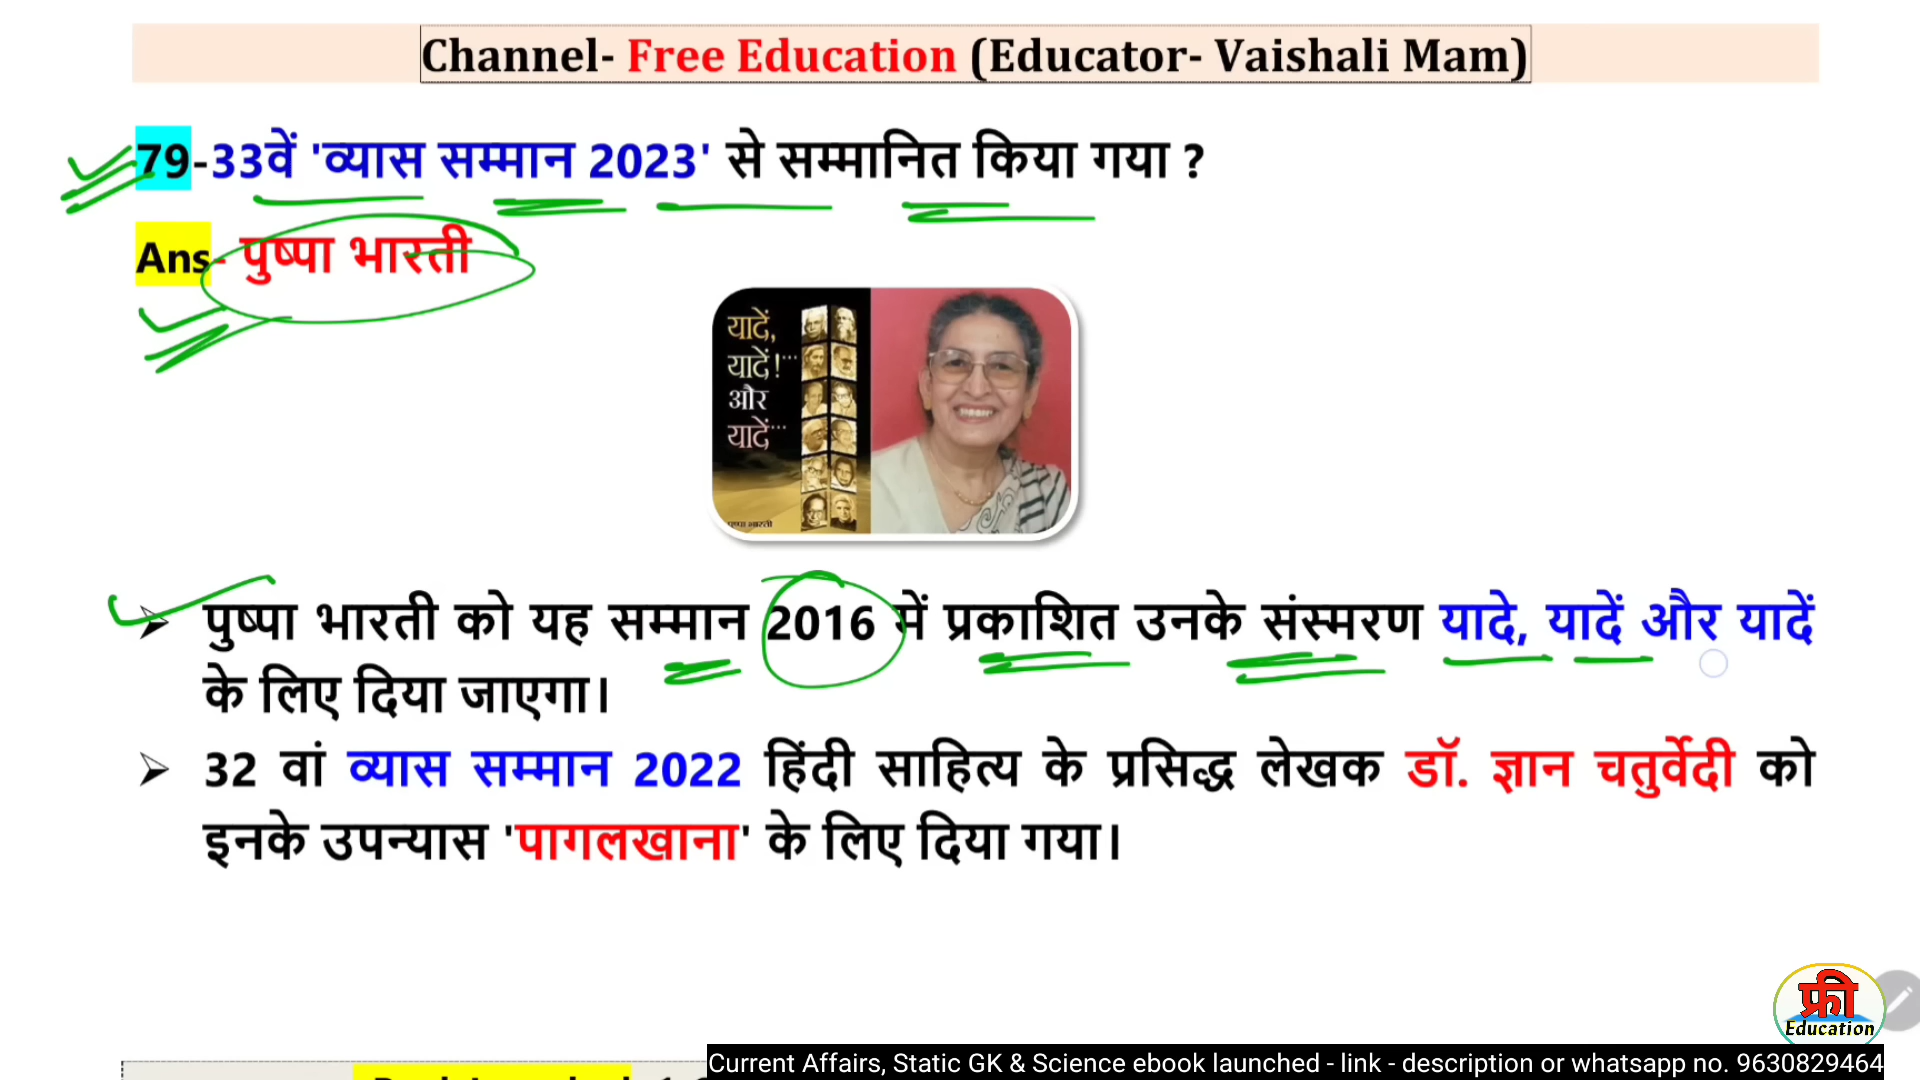 Channel- Free Education (Educator- Vaishali Mam)
79-33वें 'व्यास सम्मान 2023' से सम्मानित किया गया ?
Ans- पुष्पा भारती
यादें,
यादें!...
और
यादें...
पुष्पा भारती
➢ पुष्पा भारती को यह सम्मान 2016 में प्रकाशित उनके संस्मरण यादे, यादें और यादें
के लिए दिया जाएगा।
➢ 32 वां व्यास सम्मान 2022 हिंदी साहित्य के प्रसिद्ध लेखक डॉ. ज्ञान चतुर्वेदी को
इनके उपन्यास 'पागलखाना' के लिए दिया गया।
फ्री
Education
Current Affairs, Static GK & Science ebook launched - link - description or whatsapp no. 9630829464